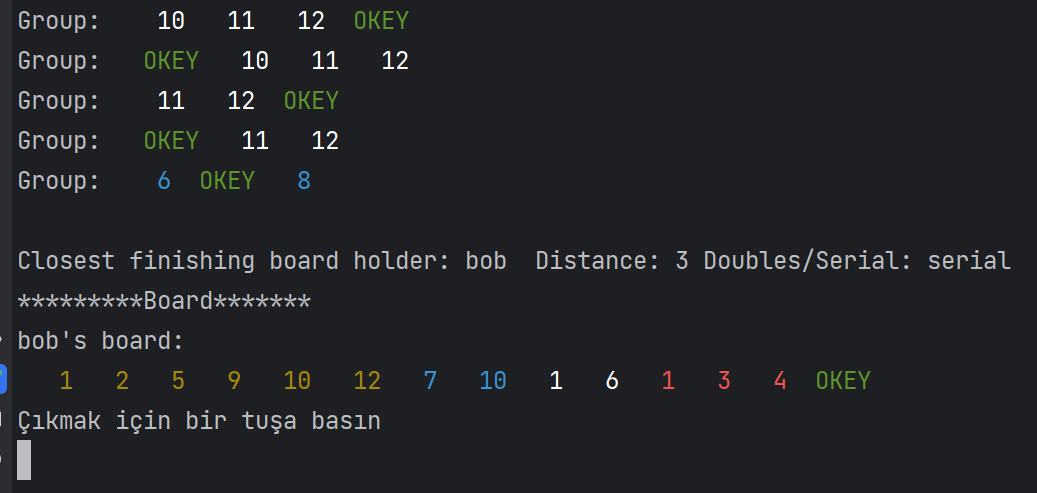 Group: 10 11 12 OKEY
Group: OKEY 10 11 12
Group: 11 12 OKEY
Group: OKEY 11 12
Group: 6 OKEY 8
Closest finishing board holder: bob Distance: 3 Doubles/Serial: serial
*********Board*******
bob's board:
1 2 5 9 10 12 7 10 1 6 1 3 4 OKEY
Çıkmak için bir tuşa basın